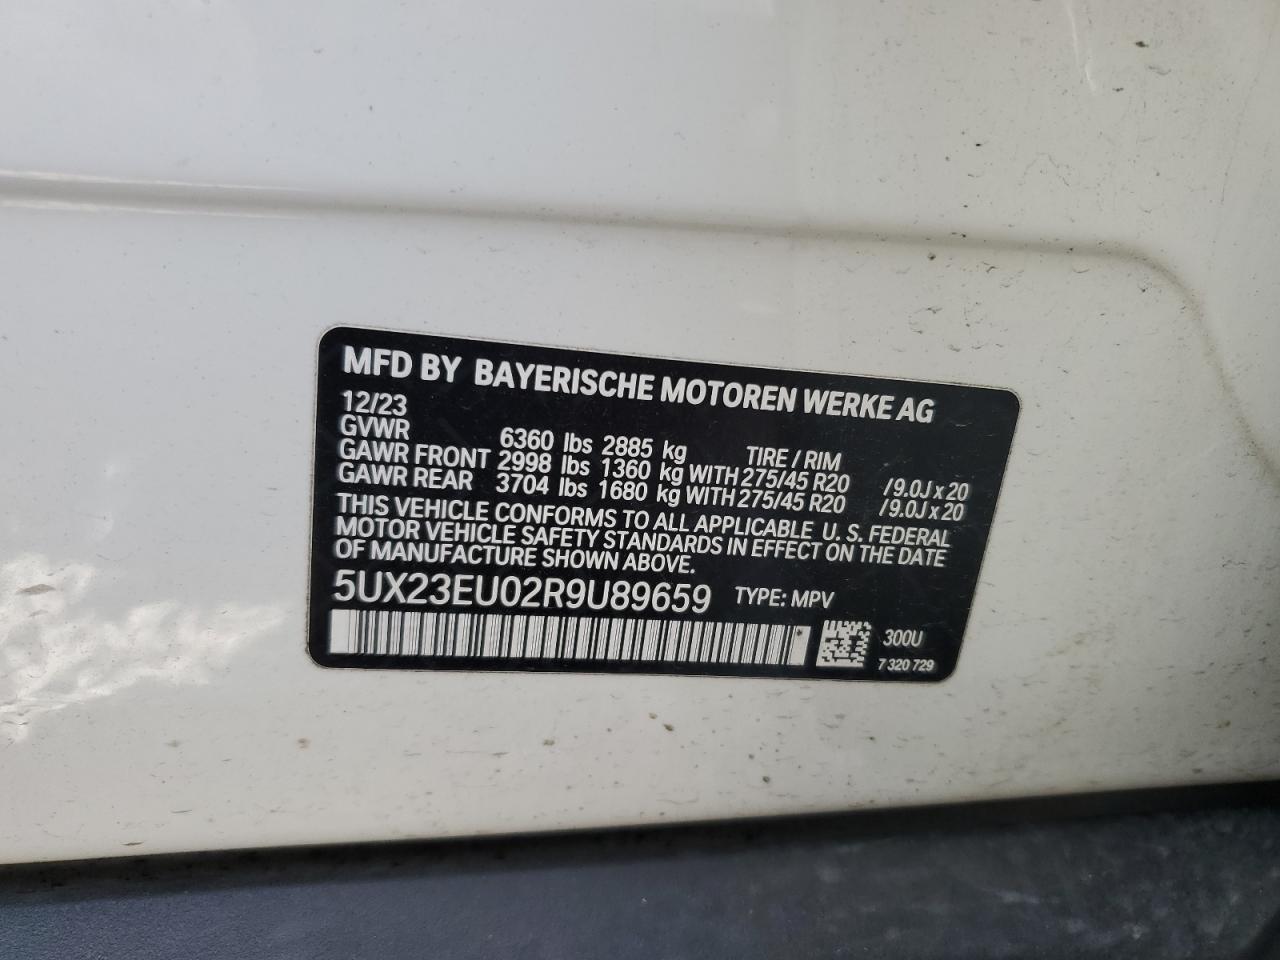 MFD BY BAYERISCHE MOTOREN WERKE AG
12/23
GVWR 6360 lbs 2885 kg TIRE / RIM
GAWR FRONT 2998 lbs 1360 kg WITH 275/45 R20 /9.0J x 20
GAWR REAR 3704 lbs 1680 kg WITH 275/45 R20 /9.0J x 20
THIS VEHICLE CONFORMS TO ALL APPLICABLE U. S. FEDERAL
MOTOR VEHICLE SAFETY STANDARDS IN EFFECT ON THE DATE
OF MANUFACTURE SHOWN ABOVE.
5UX23EU02R9U89659 TYPE: MPV
300U
7 320 729